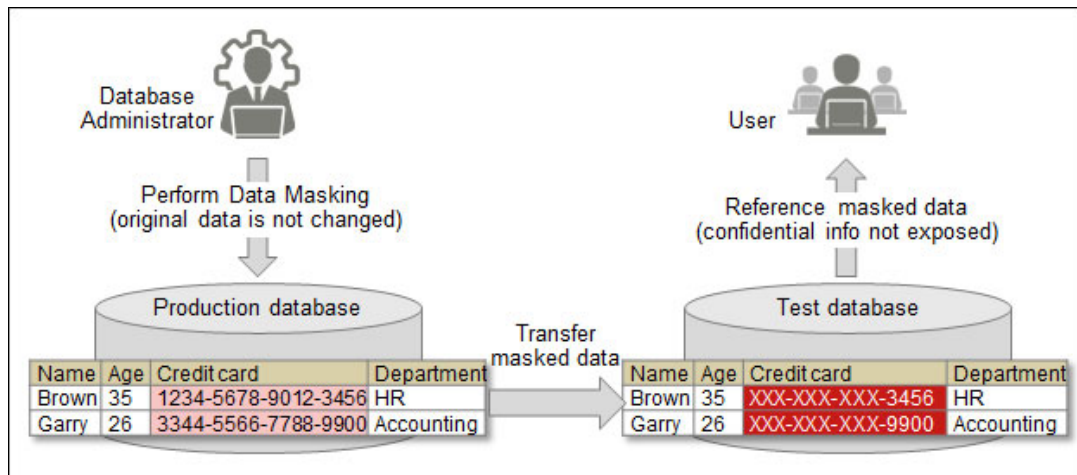 Database
Administrator
User
Perform Data Masking
(original data is not changed)
Reference masked data
(confidential info not exposed)
Production database
Test database
Transfer
masked data
Name Age Credit card Department
Brown 35 1234-5678-9012-3456 HR
Garry 26 3344-5566-7788-9900 Accounting
Name Age Credit card Department
Brown 35 XXX-XXX-XXX-3456 HR
Garry 26 XXX-XXX-XXX-9900 Accounting